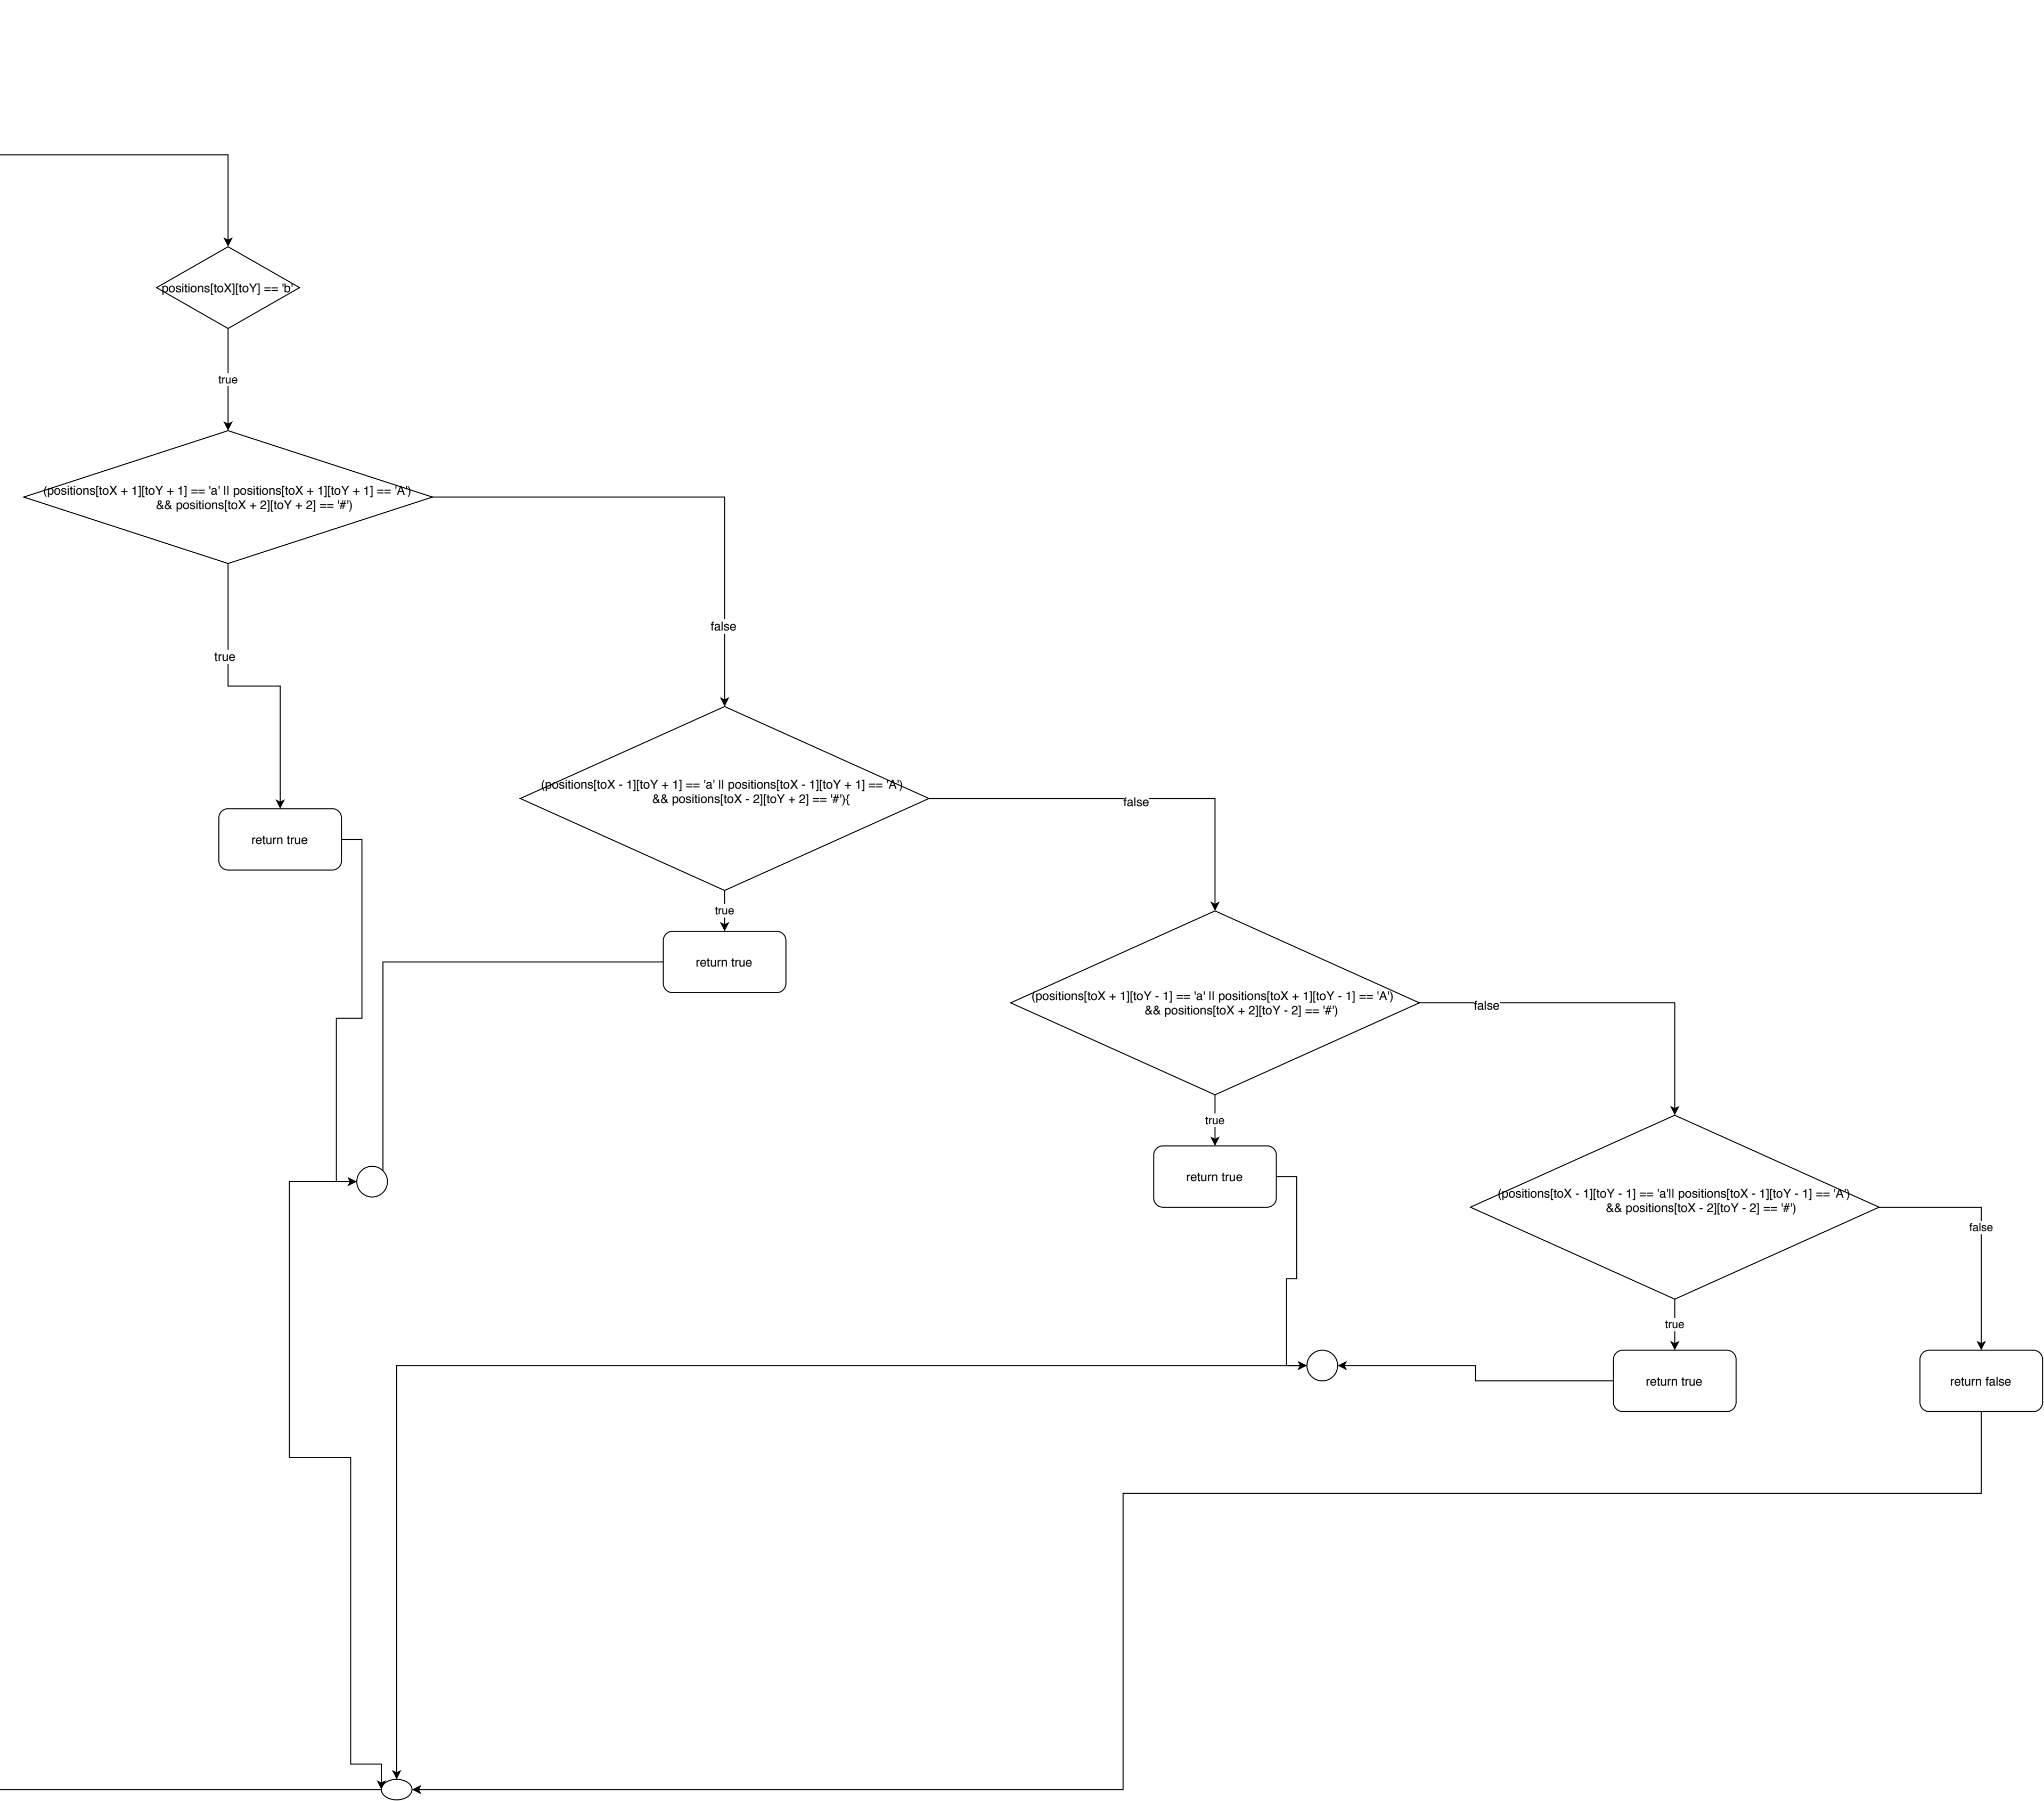 positions[toX][toY] == 'b'
true
(positions[toX + 1][toY + 1] == 'a' || positions[toX + 1][toY + 1] == 'A')
&& positions[toX + 2][toY + 2] == '#')
false
true
(positions[toX - 1][toY + 1] == 'a' || positions[toX - 1][toY + 1] == 'A')
&& positions[toX - 2][toY + 2] == '#'){
false
return true
true
return true
(positions[toX + 1][toY - 1] == 'a' || positions[toX + 1][toY - 1] == 'A')
&& positions[toX + 2][toY - 2] == '#')
false
true
return true
(positions[toX - 1][toY - 1] == 'a'|| positions[toX - 1][toY - 1] == 'A')
&& positions[toX - 2][toY - 2] == '#')
false
true
return true
return false